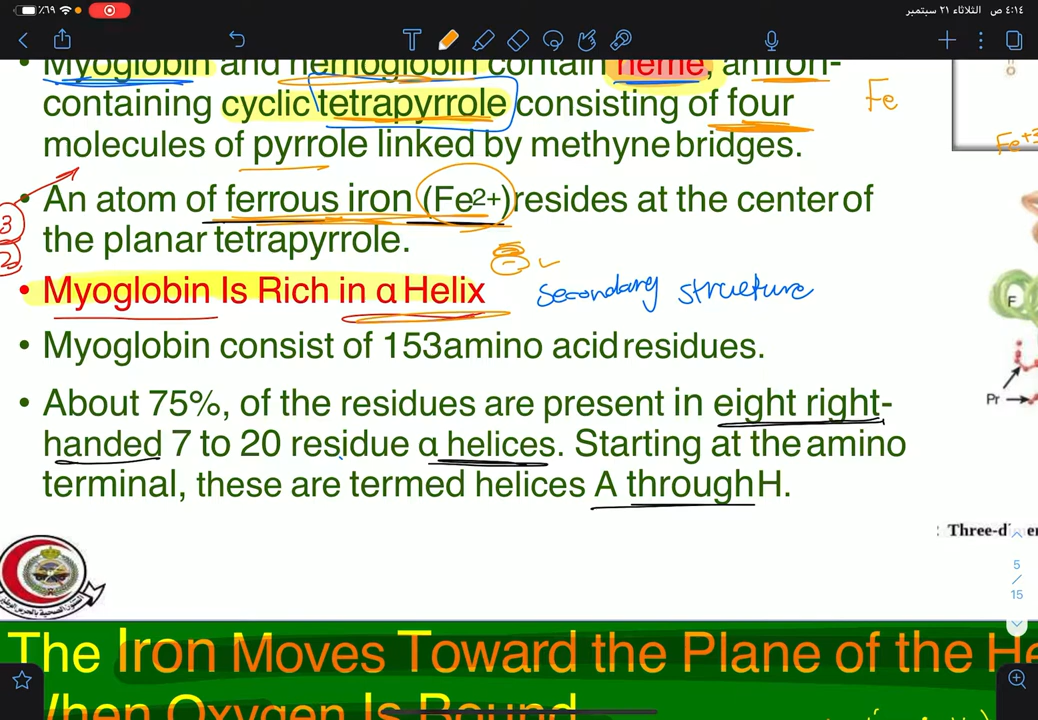 ٪٦٩
٤:١٤ ص الثلاثاء ٢١ سبتمبر
• Myoglobin and hemoglobin contain heme, an iron-
containing cyclic tetrapyrrole consisting of four
Fe
molecules of pyrrole linked by methyne bridges.
Fe+3
• An atom of ferrous iron (Fe2+)resides at the center of
3
the planar tetrapyrrole.
• Myoglobin Is Rich in α Helix
secondary structure
F
• Myoglobin consist of 153amino acid residues.
Pr
• About 75%, of the residues are present in eight right-
handed 7 to 20 residue α helices. Starting at the amino
terminal, these are termed helices A through H.
: Three-d
5
/
15
The Iron Moves Toward the Plane of the He
When Oxygen Is Bound